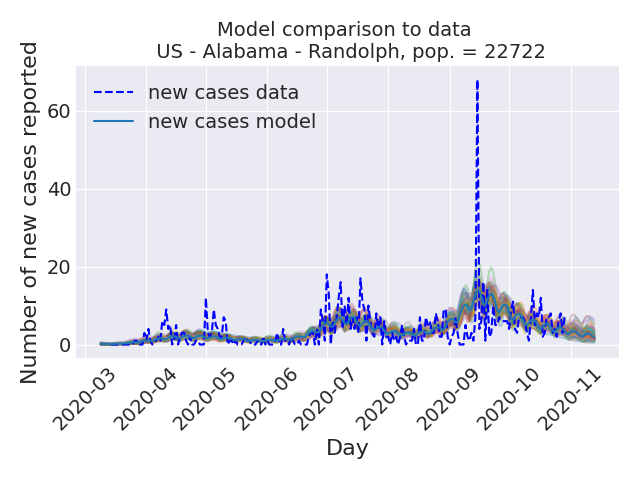 Model comparison to data
US - Alabama - Randolph, pop. = 22722
Number of new cases reported
60
40
20
0
new cases data
new cases model
2020-03
2020-04
2020-05
2020-06
2020-07
2020-08
2020-09
2020-10
2020-11
Day